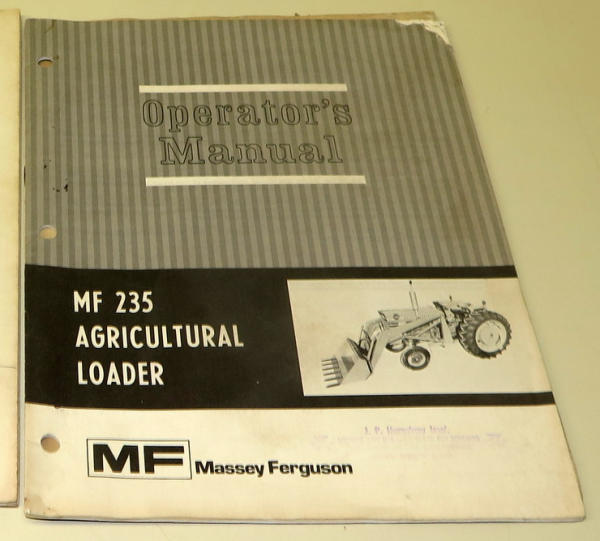 Operator's
Manual
MF 235
AGRICULTURAL
LOADER
MF Massey Ferguson
J. P.